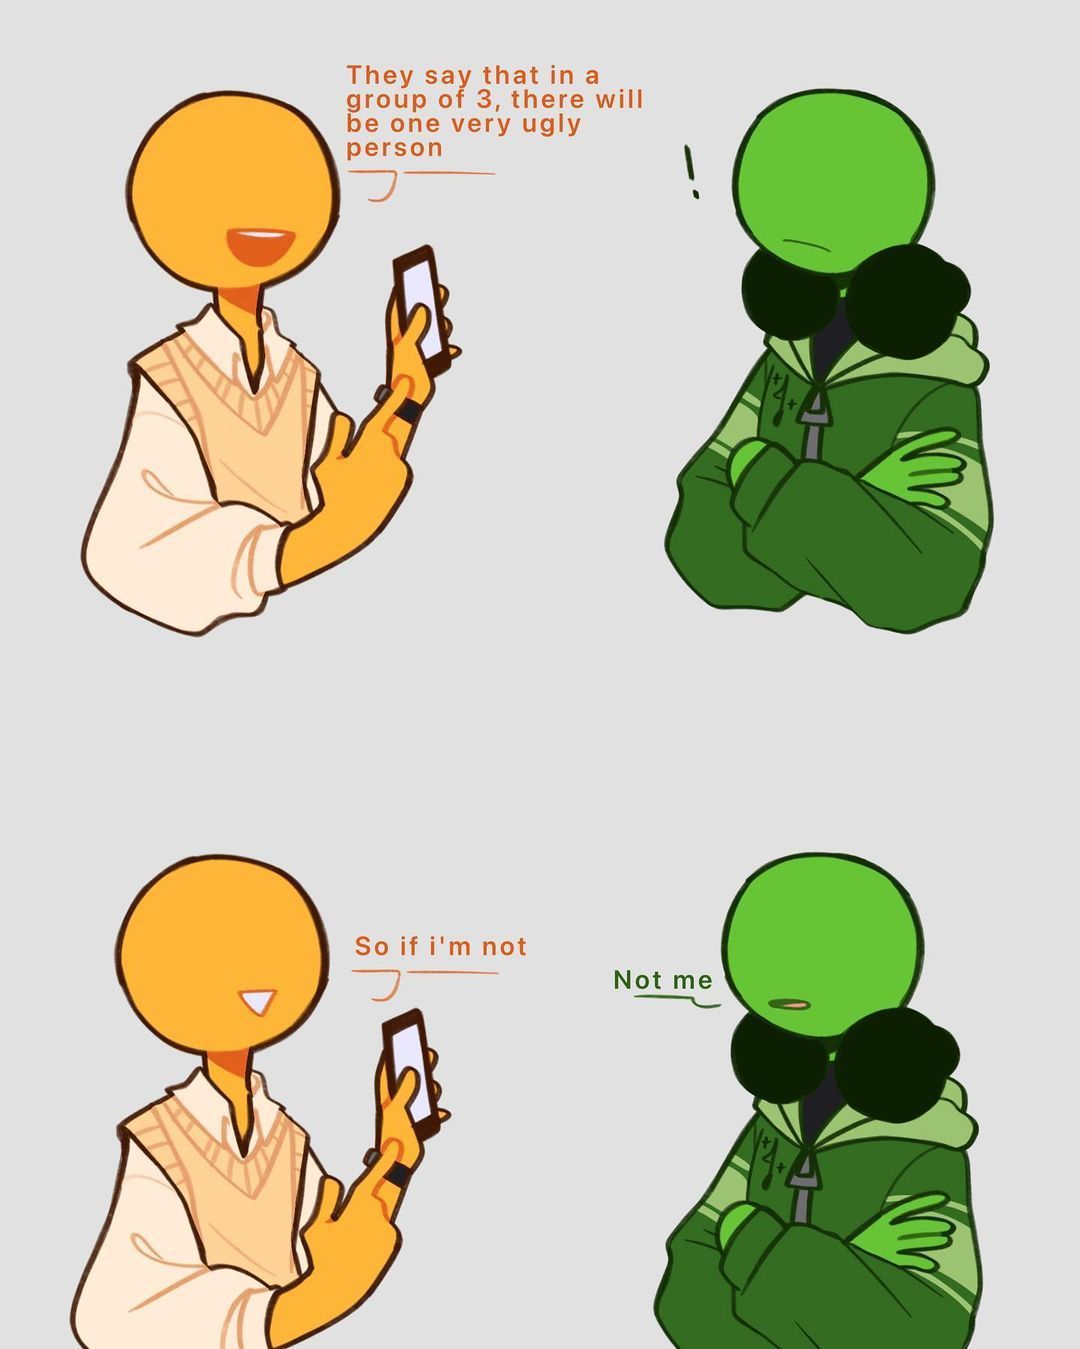 They say that in a
group of 3, there will
be one very ugly
person
!
So if i'm not
Not me